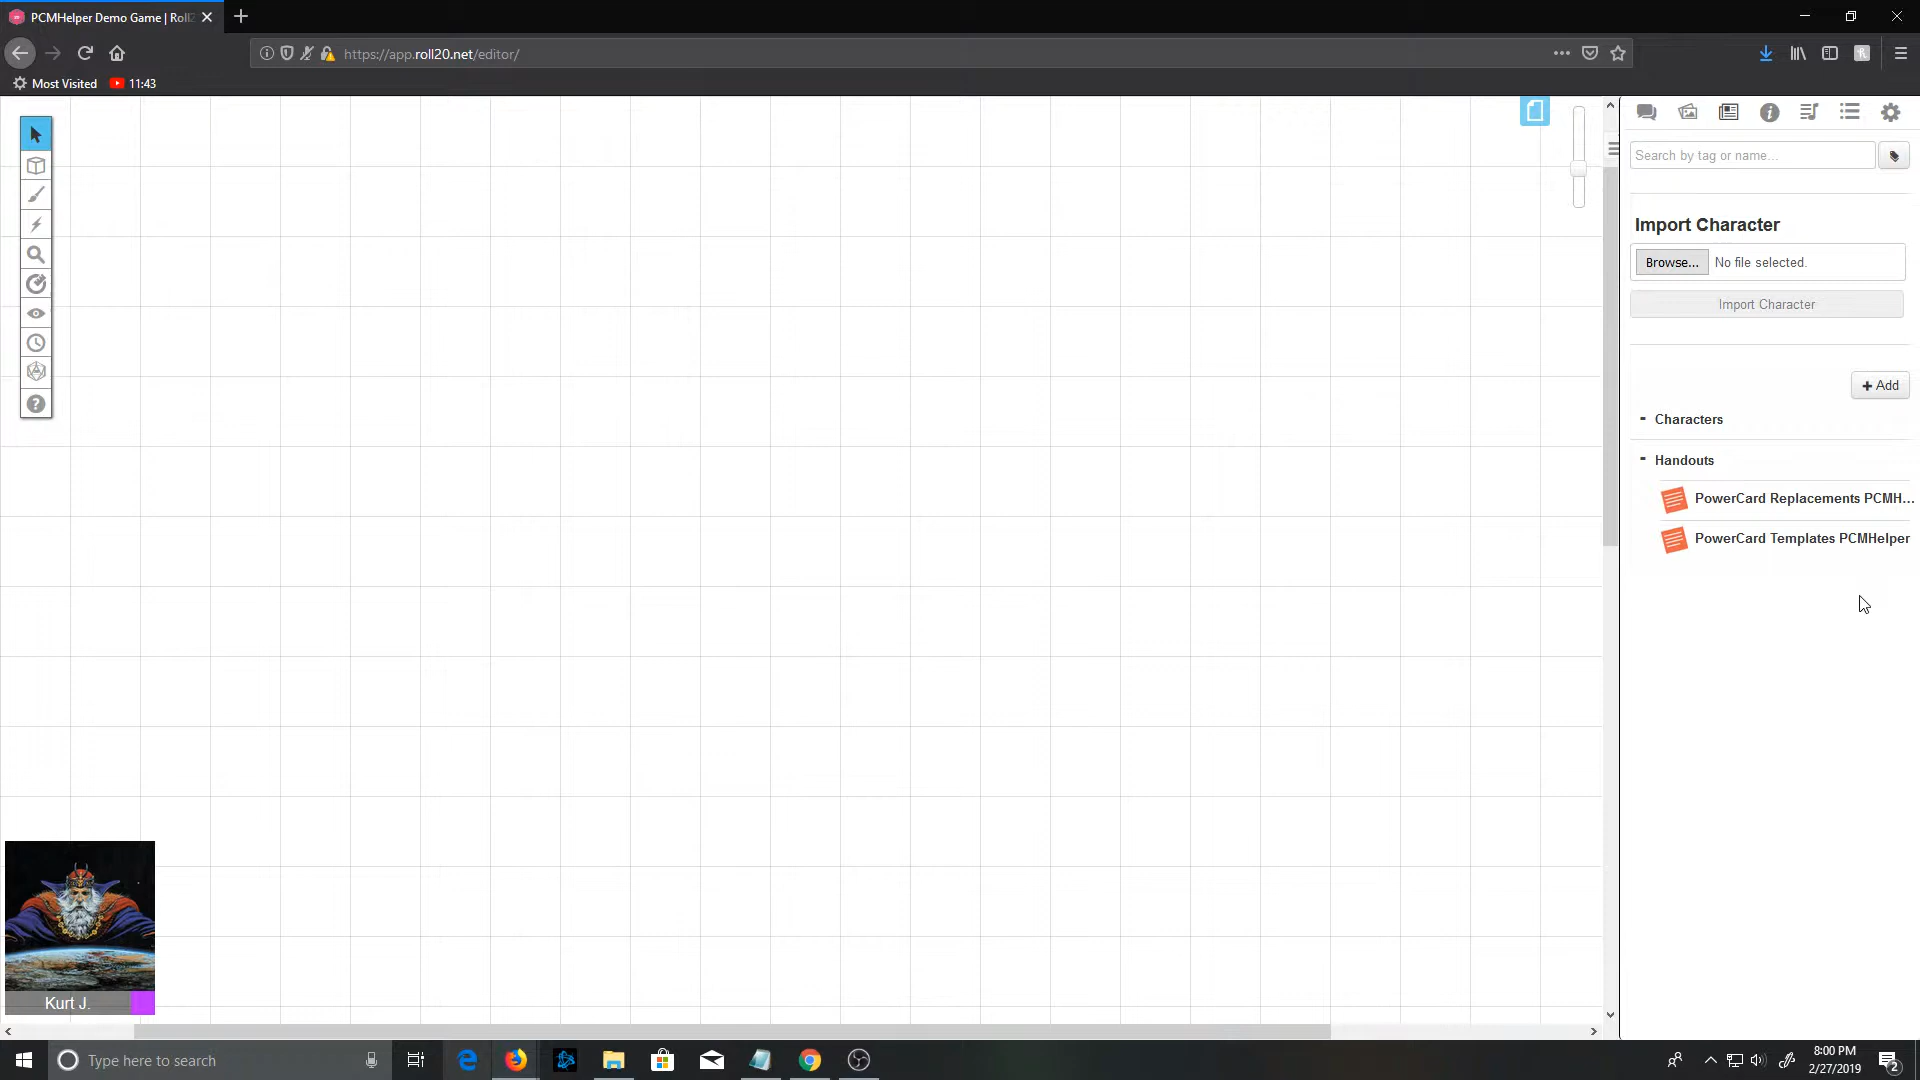 PCMHelper Demo Game | Roll2
https://app.roll20.net/editor/
Most Visited
11:43
Search by tag or name...
Import Character
Browse...
No file selected.
Import Character
+ Add
- Characters
- Handouts
PowerCard Replacements PCMH...
PowerCard Templates PCMHelper
Kurt J.
Type here to search
8:00 PM
2/27/2019
2